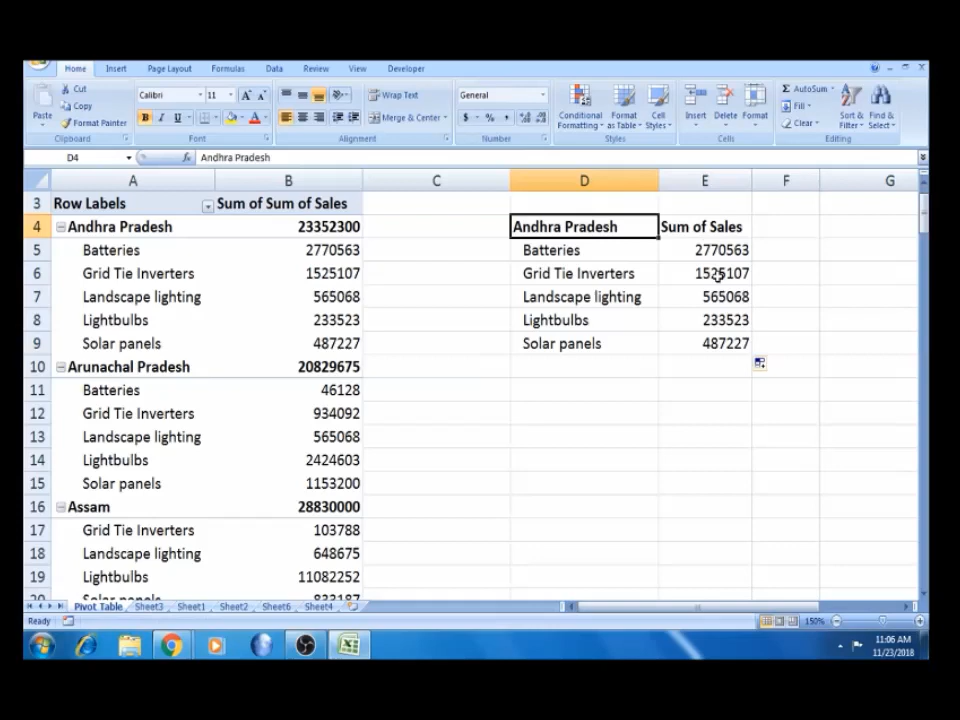 Home Insert Page Layout Formulas Data Review View Developer
Paste Cut Copy Format Painter Clipboard
Calibri 11 Font
Wrap Text Merge & Center Alignment
General Number
Conditional Formatting Format as Table Cell Styles Styles
Insert Delete Format Cells
AutoSum Fill Clear Sort & Filter Find & Select Editing
D4 fx Andhra Pradesh
A B C D E F G
3 Row Labels Sum of Sum of Sales
4 Andhra Pradesh 23352300 Andhra Pradesh Sum of Sales
5 Batteries 2770563 Batteries 2770563
6 Grid Tie Inverters 1525107 Grid Tie Inverters 1525107
7 Landscape lighting 565068 Landscape lighting 565068
8 Lightbulbs 233523 Lightbulbs 233523
9 Solar panels 487227 Solar panels 487227
10 Arunachal Pradesh 20829675
11 Batteries 46128
12 Grid Tie Inverters 934092
13 Landscape lighting 565068
14 Lightbulbs 2424603
15 Solar panels 1153200
16 Assam 28830000
17 Grid Tie Inverters 103788
18 Landscape lighting 648675
19 Lightbulbs 11082252
20 Solar panels 833187
Pivot Table Sheet3 Sheet1 Sheet2 Sheet6 Sheet4
Ready 150%
11:06 AM
11/23/2018